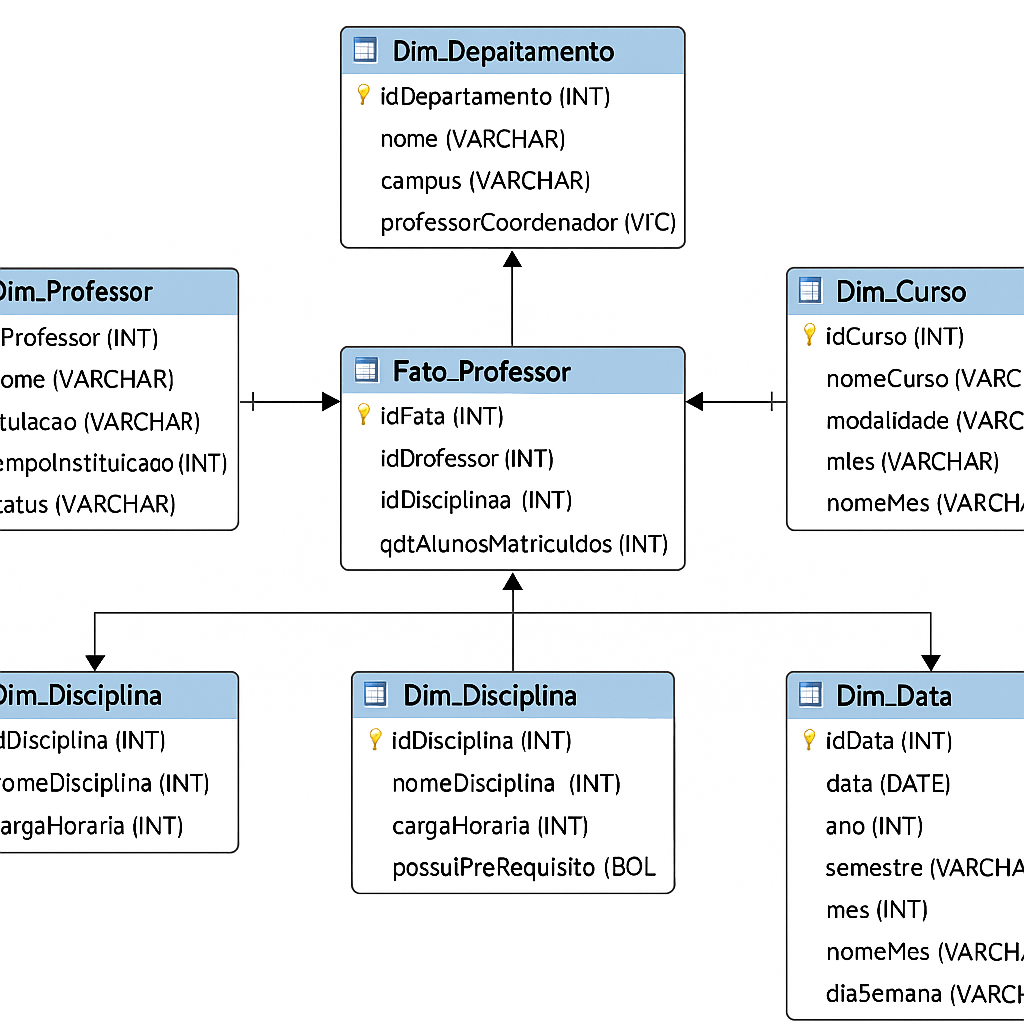 Dim_Depaitamento
idDepartamento (INT)
nome (VARCHAR)
campus (VARCHAR)
professorCoordenador
Dim_Professor
Professor (INT)
ome (VARCHAR)
tulacao (VARCHAR)
empoInstituicao (INT)
tatus (VARCHAR)
Fato_Professor
idFata (INT)
idDrofessor (INT)
idDisciplinaa (INT)
qdtAlunosMatriculdos (INT)
Dim_Curso
idCurso (INT)
nomeCurso (VARC
modalidade (VARC
mles (VARCHAR)
nomeMes (VARCHA
Dim_Disciplina
dDisciplina (INT)
omeDisciplina (INT)
argaHoraria (INT)
Dim_Disciplina
idDisciplina (INT)
nomeDisciplina (INT)
cargaHoraria (INT)
possuiPreRequisito (BOL
Dim_Data
idData (INT)
data (DATE)
ano (INT)
semestre (VARCHA
mes (INT)
nomeMes (VARCHA
dia5emana (VARCH